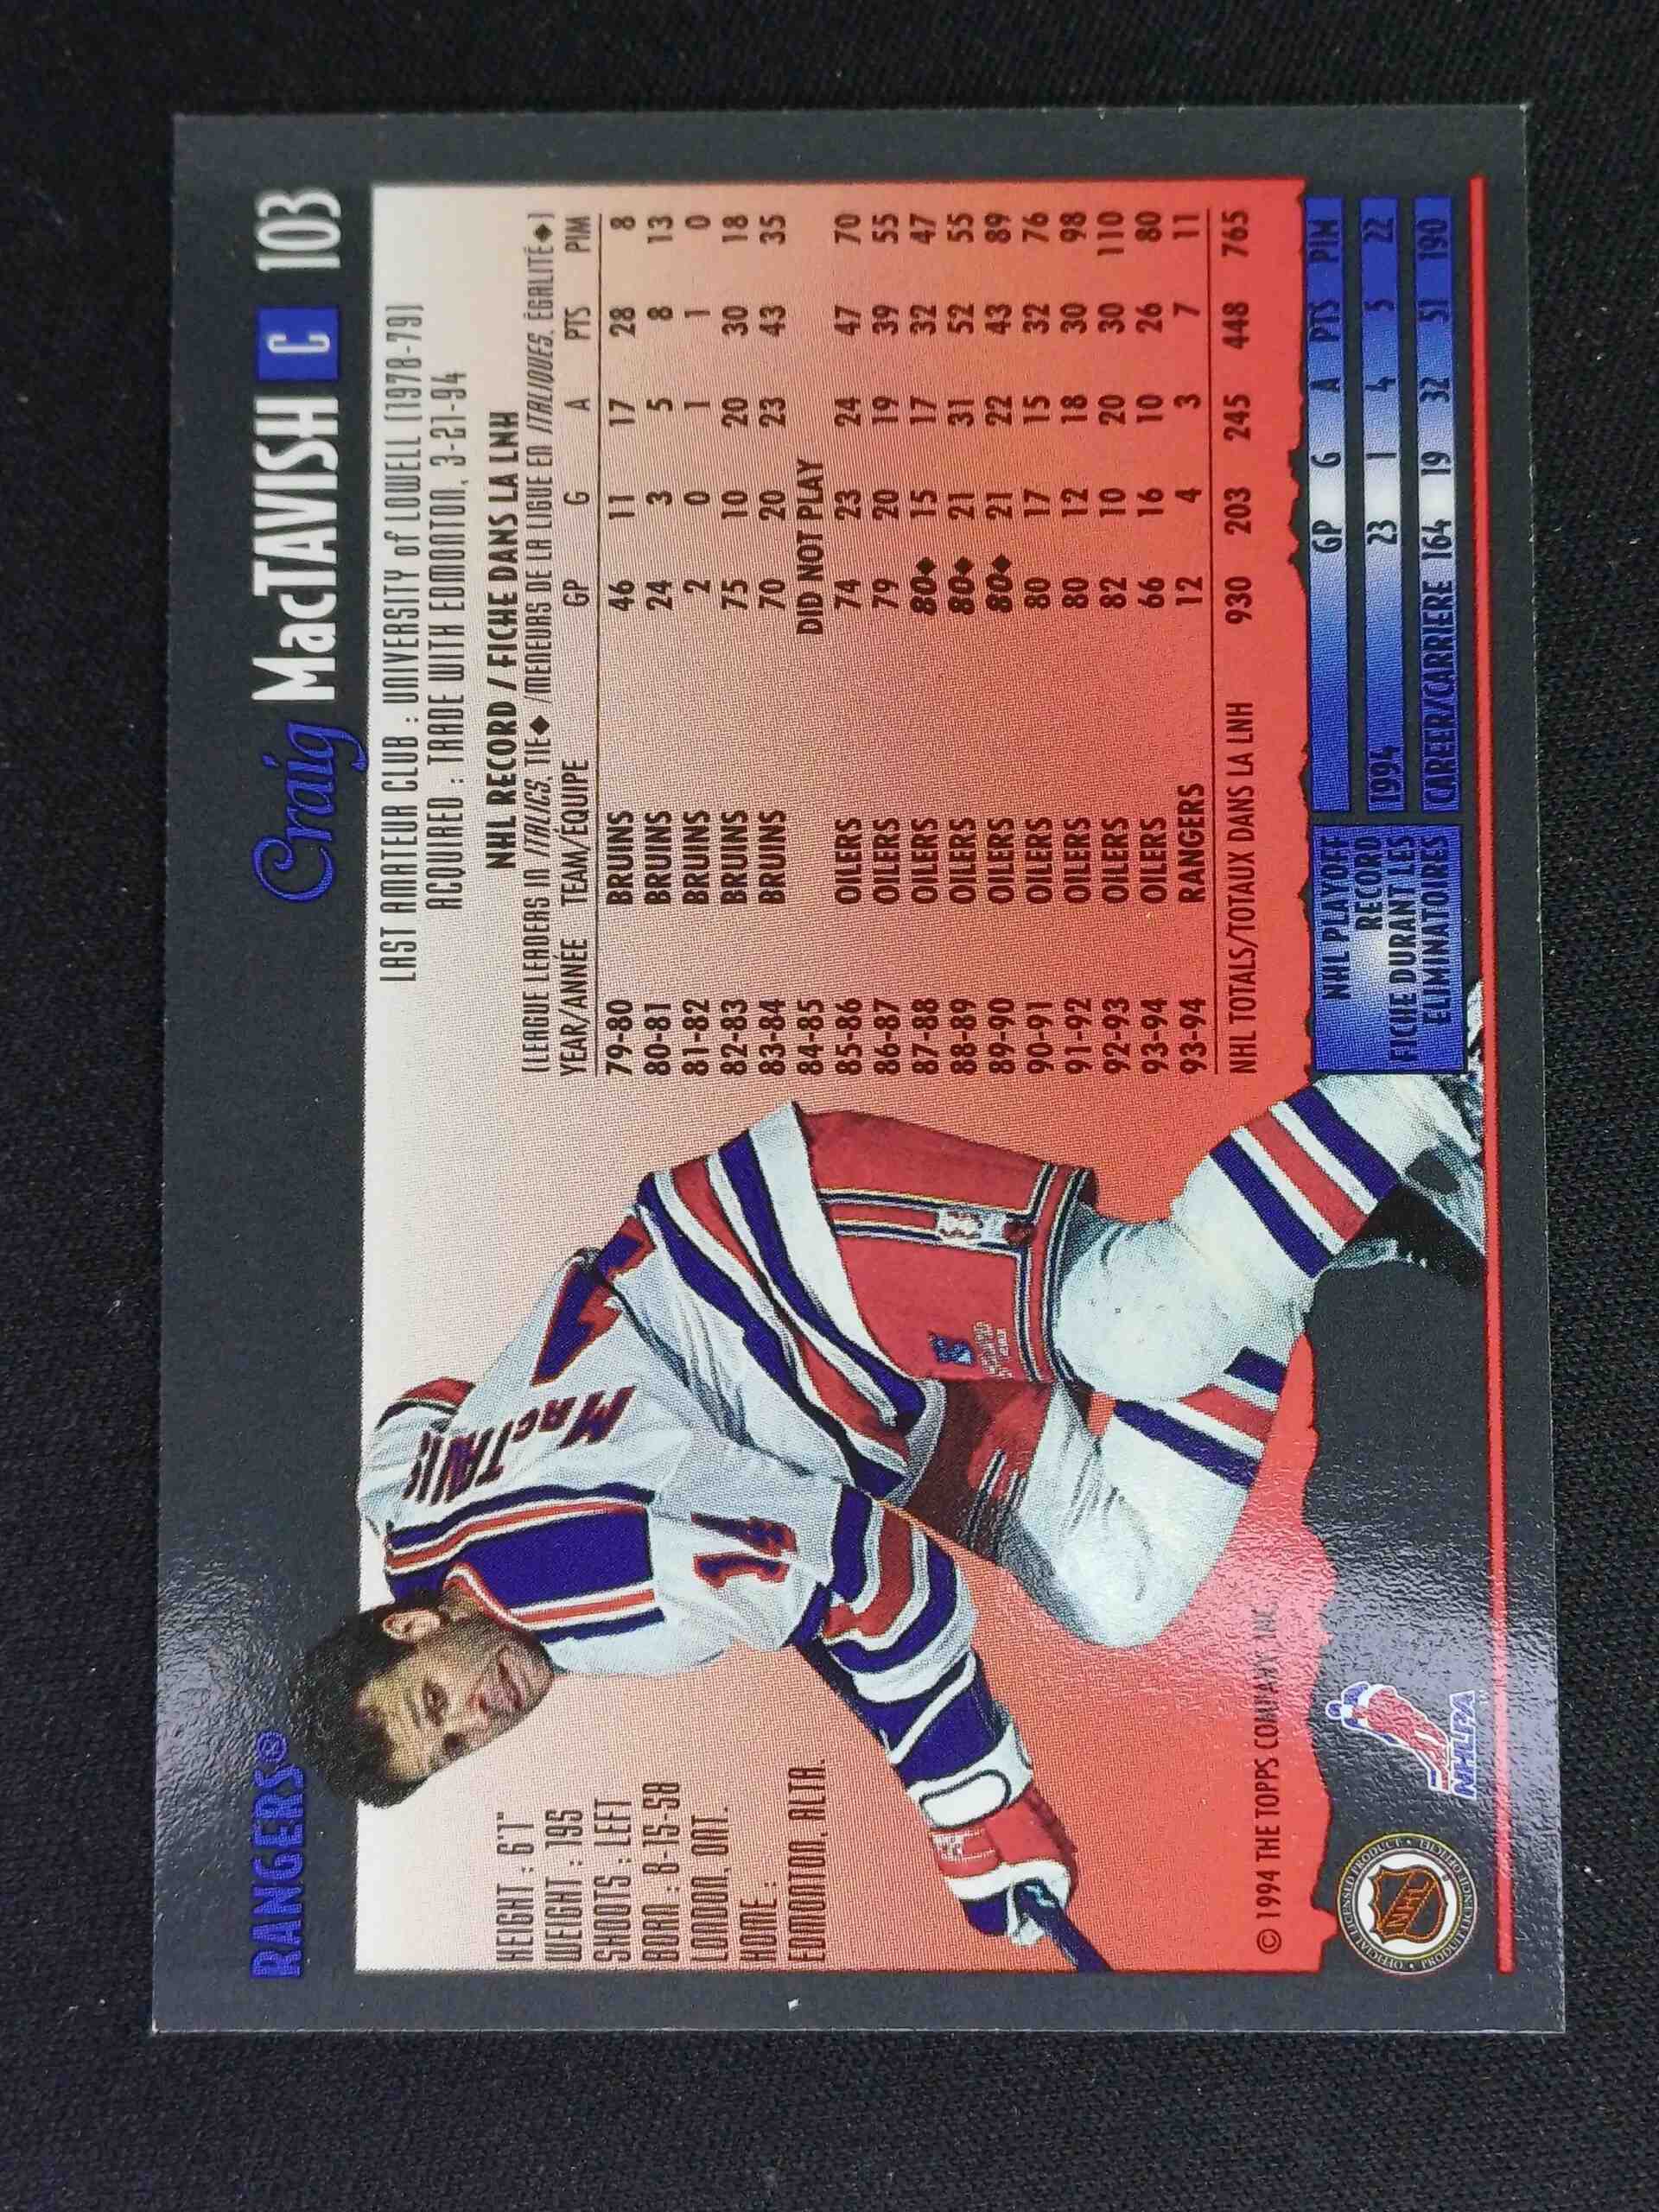 RANGERS®
Craig MacTAVISH C 103
HEIGHT : 6'1"
WEIGHT : 195
SHOOTS : LEFT
BORN : 8-15-58
LONDON, ONT.
HOME :
EDMONTON, ALTA.
LAST AMATEUR CLUB : UNIVERSITY of LOWELL (1978-79)
ACQUIRED : TRADE WITH EDMONTON, 3-21-94
NHL RECORD / FICHE DANS LA LNH
(LEAGUE LEADERS IN ITALICS, TIE◆ /MENEURS DE LA LIGUE EN ITALIQUES, ÉGALITÉ◆)
YEAR/ANNÉE TEAM/ÉQUIPE GP G A PTS PIM
79-80 BRUINS 46 11 17 28 8
80-81 BRUINS 24 3 5 8 13
81-82 BRUINS 2 0 1 1 0
82-83 BRUINS 75 10 20 30 18
83-84 BRUINS 70 20 23 43 35
84-85 DID NOT PLAY
85-86 OILERS 74 23 24 47 70
86-87 OILERS 79 20 19 39 55
87-88 OILERS 80◆ 15 17 32 47
88-89 OILERS 80◆ 21 31 52 55
89-90 OILERS 80◆ 21 22 43 89
90-91 OILERS 80 17 15 32 76
91-92 OILERS 80 12 18 30 98
92-93 OILERS 82 10 20 30 110
93-94 OILERS 66 16 10 26 80
93-94 RANGERS 12 4 3 7 11
NHL TOTALS/TOTAUX DANS LA LNH 930 203 245 448 765
NHL PLAYOFF
RECORD
FICHE DURANT LES
ELIMINATOIRES
GP G A PTS PIM
1994 23 1 4 5 22
CAREER/CARRIERE 164 19 32 51 190
MacTAVIS
14
© 1994 THE TOPPS COMPANY, INC.
OFFICIAL LICENSED PRODUCT
NHL
NHLPA